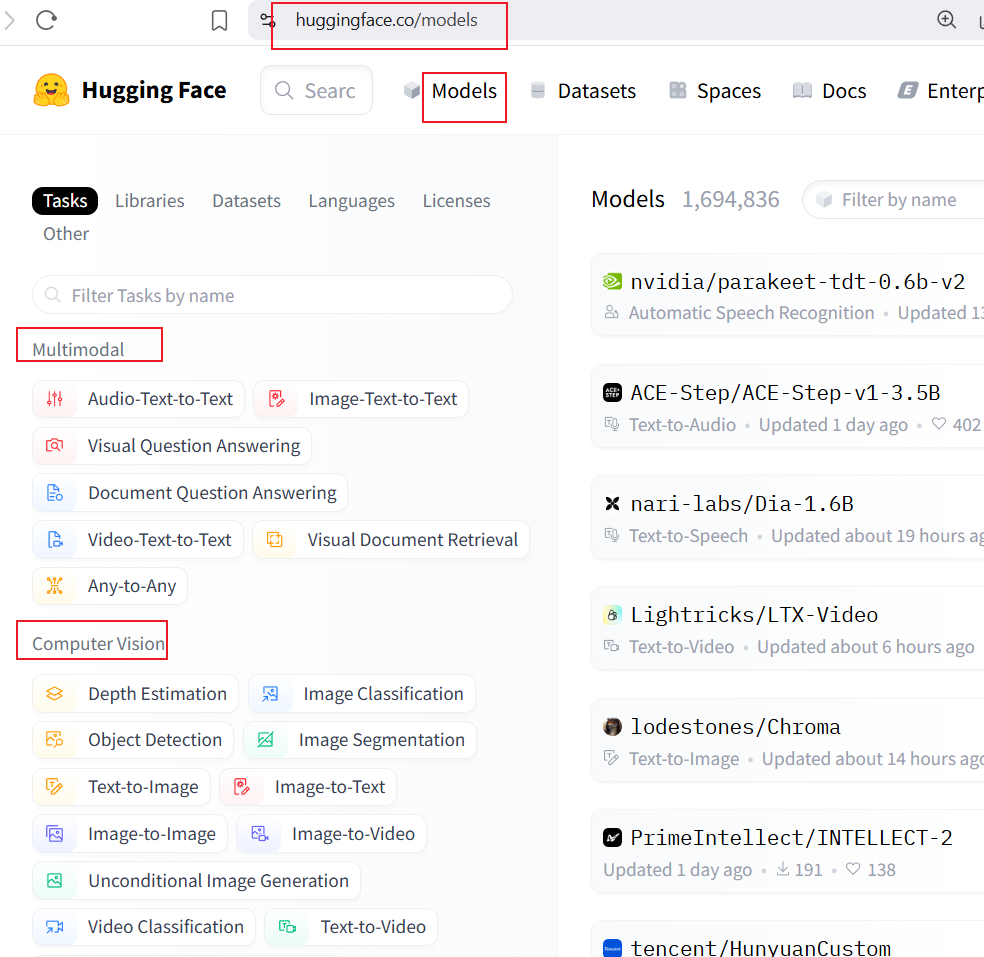 huggingface.co/models
Hugging Face
Searc
Models
Datasets
Spaces
Docs
E
Enterp
Tasks
Libraries
Datasets
Languages
Licenses
Other
Filter Tasks by name
Multimodal
Audio-Text-to-Text
Image-Text-to-Text
Visual Question Answering
Document Question Answering
Video-Text-to-Text
Visual Document Retrieval
Any-to-Any
Computer Vision
Depth Estimation
Image Classification
Object Detection
Image Segmentation
Text-to-Image
Image-to-Text
Image-to-Image
Image-to-Video
Unconditional Image Generation
Video Classification
Text-to-Video
Models 1,694,836
Filter by name
nvidia/parakeet-tdt-0.6b-v2
Automatic Speech Recognition • Updated 13
ACE-Step/ACE-Step-v1-3.5B
Text-to-Audio • Updated 1 day ago • 402
nari-labs/Dia-1.6B
Text-to-Speech • Updated about 19 hours ag
Lightricks/LTX-Video
Text-to-Video • Updated about 6 hours ago
lodestones/Chroma
Text-to-Image • Updated about 14 hours ago
PrimeIntellect/INTELLECT-2
Updated 1 day ago • 191 • 138
tencent/HunyuanCustom